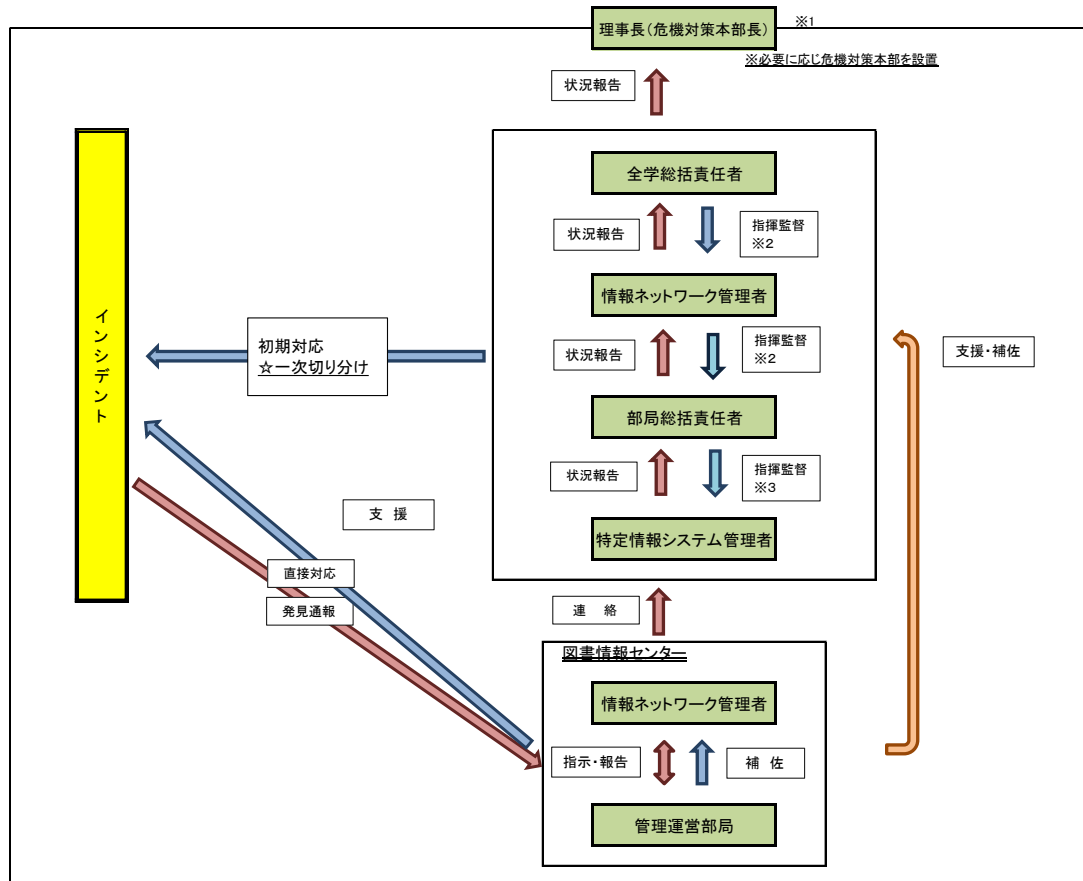 理事長(危機対策本部長)
※1
※必要に応じ危機対策本部を設置
状況報告
全学総括責任者
状況報告
指揮監督
※2
情報ネットワーク管理者
状況報告
指揮監督
※2
部局総括責任者
状況報告
指揮監督
※3
特定情報システム管理者
インシデント
初期対応
☆一次切り分け
支援・補佐
支 援
直接対応
発見通報
連 絡
図書情報センター
情報ネットワーク管理者
指示・報告
補 佐
管理運営部局